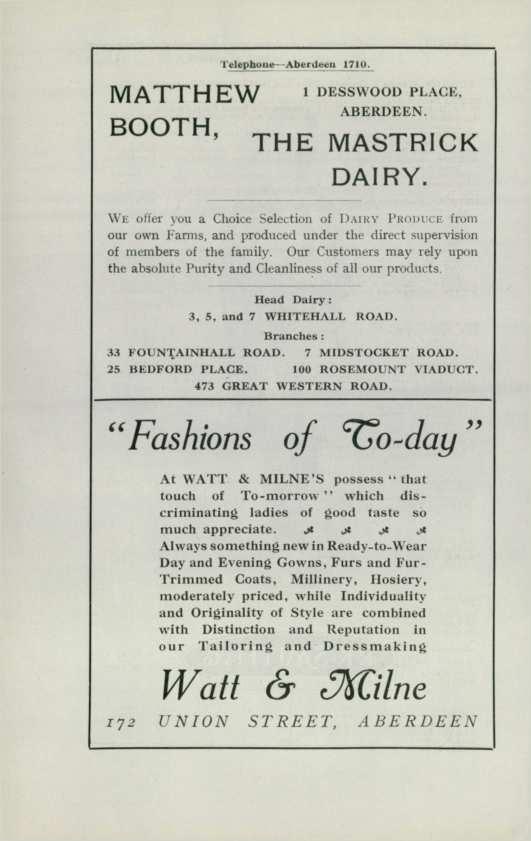 Telephone—Aberdeen 1710.
MATTHEW BOOTH,
1 DESSWOOD PLACE,
ABERDEEN.
THE MASTRICK
DAIRY.
WE offer you a Choice Selection of DAIRY PRODUCE from
our own Farms, and produced under the direct supervision
of members of the family. Our Customers may rely upon
the absolute Purity and Cleanliness of all our products.
Head Dairy:
3, 5, and 7 WHITEHALL ROAD.
Branches:
33 FOUNTAINHALL ROAD. 7 MIDSTOCKET ROAD.
25 BEDFORD PLACE. 100 ROSEMOUNT VIADUCT.
473 GREAT WESTERN ROAD.
"Fashions of To-day"
At WATT & MILNE'S possess "that
touch of To-morrow" which dis-
criminating ladies of good taste so
much appreciate.
Always something new in Ready-to-Wear
Day and Evening Gowns, Furs and Fur-
Trimmed Coats, Millinery, Hosiery,
moderately priced, while Individuality
and Originality of Style are combined
with Distinction and Reputation in
our Tailoring and Dressmaking
Watt & Milne
172 UNION STREET, ABERDEEN